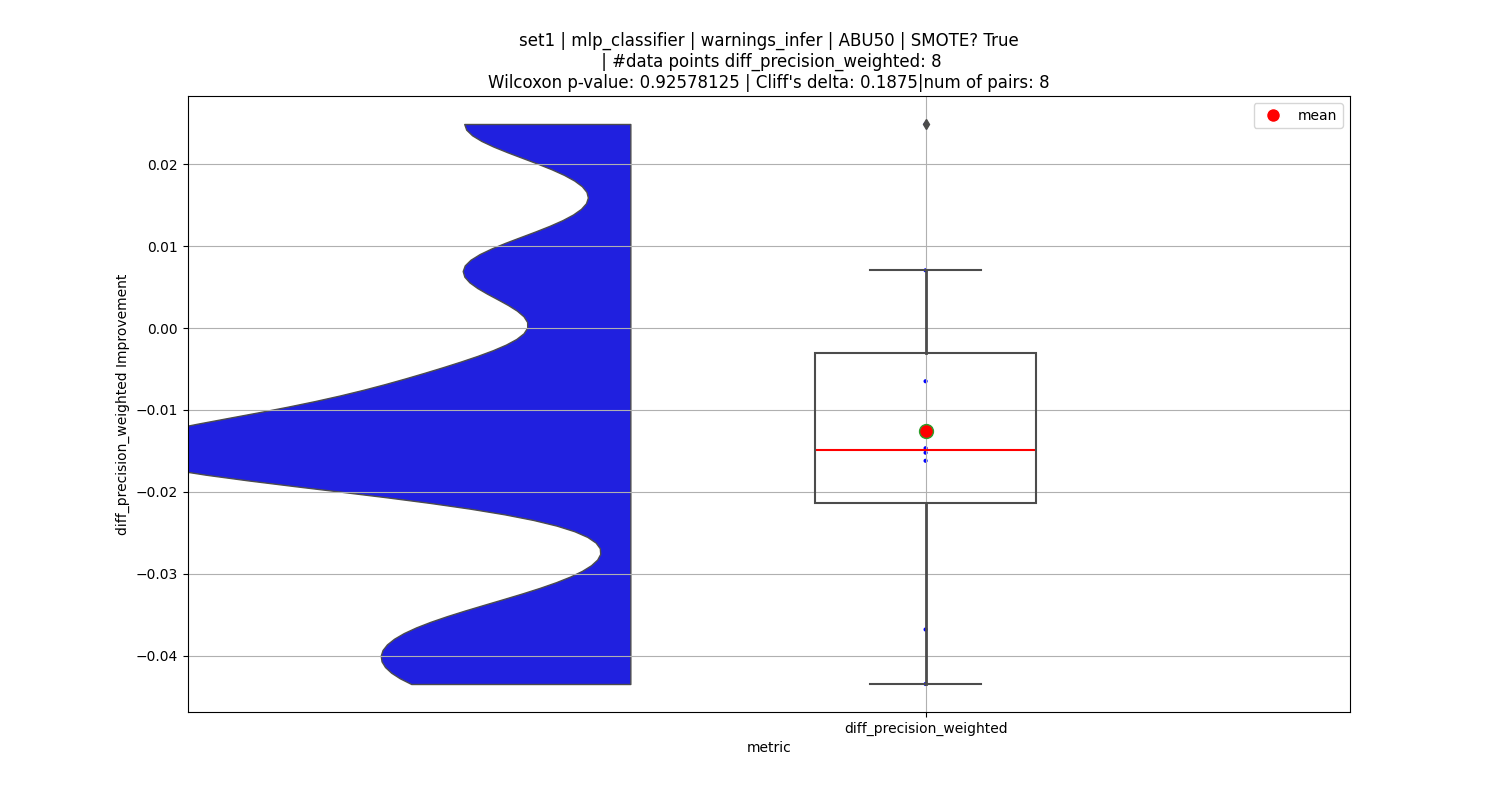 set1 | mlp_classifier | warnings_infer | ABU50 | SMOTE? True
| #data points diff_precision_weighted: 8
Wilcoxon p-value: 0.92578125 | Cliff's delta: 0.1875|num of pairs: 8
mean
0.02
0.01
0.00
−0.01
−0.02
−0.03
−0.04
diff_precision_weighted Improvement
diff_precision_weighted
metric